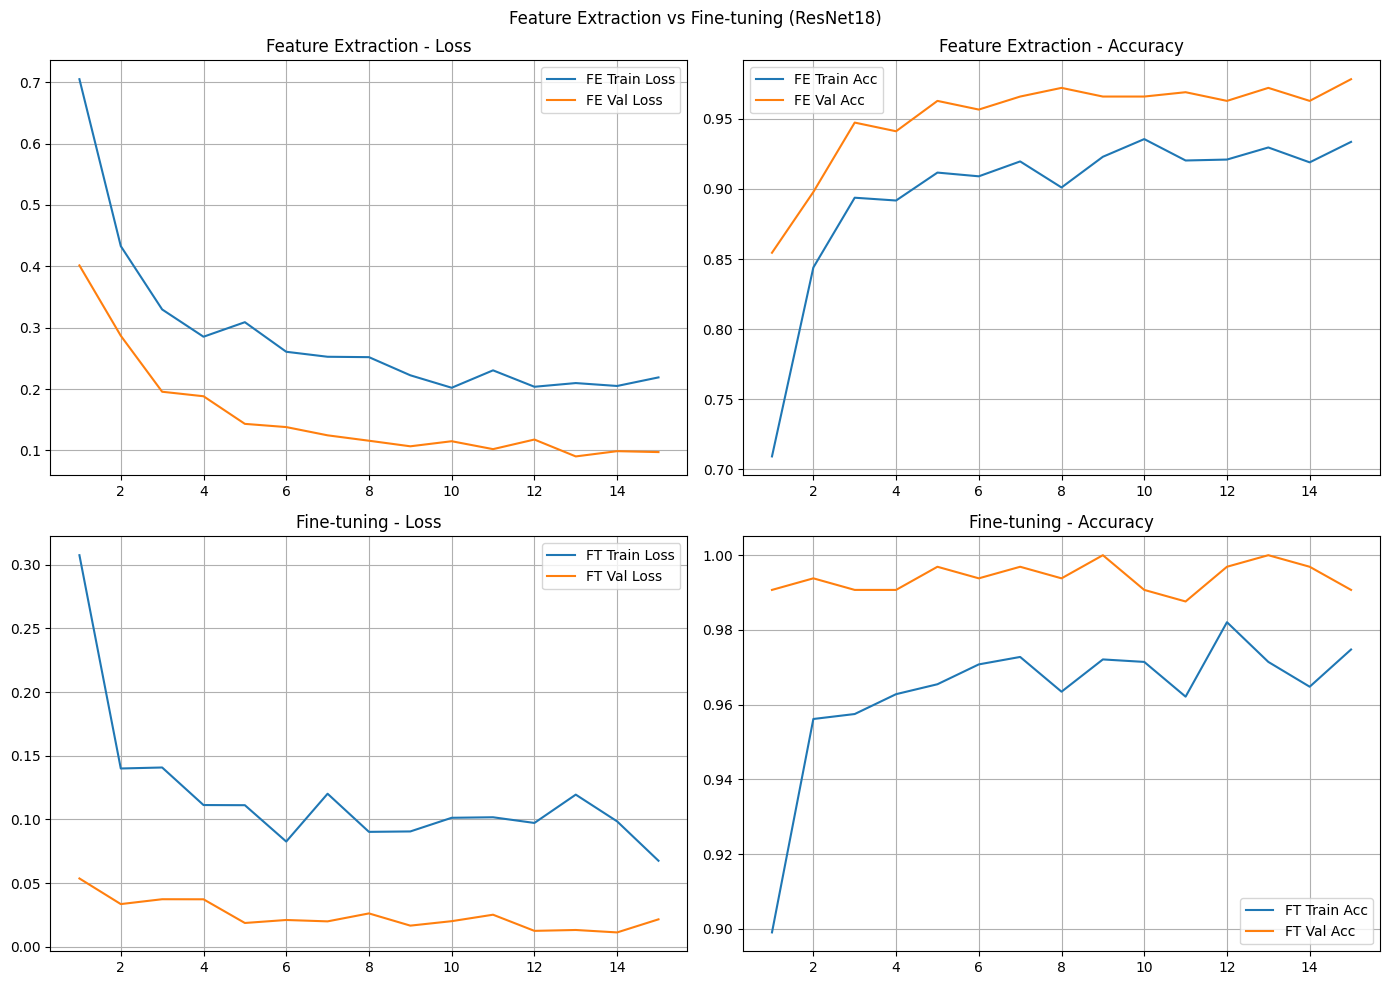 Feature Extraction vs Fine-tuning (ResNet18)
Feature Extraction - Loss
0.7
0.6
0.5
0.4
0.3
0.2
0.1
FE Train Loss
FE Val Loss
2 4 6 8 10 12 14
Feature Extraction - Accuracy
0.95
0.90
0.85
0.80
0.75
0.70
FE Train Acc
FE Val Acc
2 4 6 8 10 12 14
Fine-tuning - Loss
0.30
0.25
0.20
0.15
0.10
0.05
0.00
FT Train Loss
FT Val Loss
2 4 6 8 10 12 14
Fine-tuning - Accuracy
1.00
0.98
0.96
0.94
0.92
0.90
FT Train Acc
FT Val Acc
2 4 6 8 10 12 14